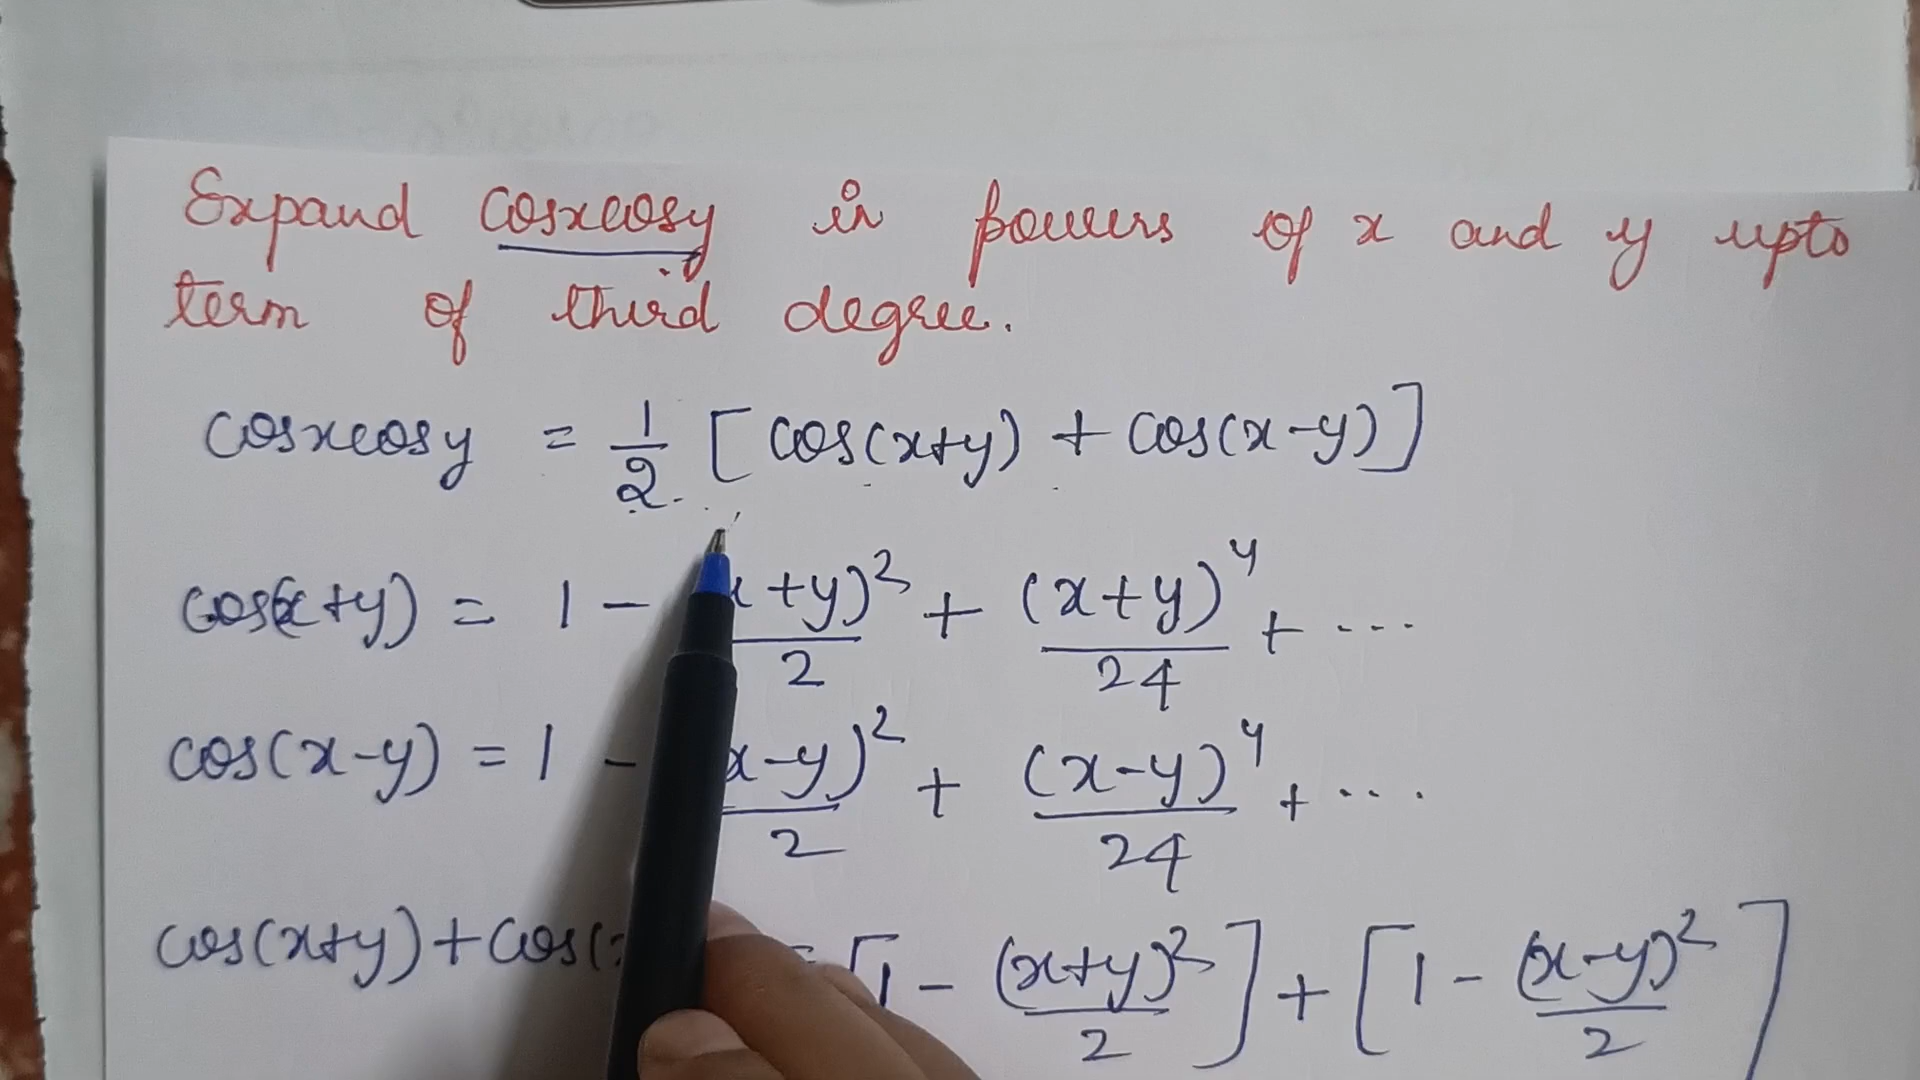 Expand cosxcosy in powers of x and y upto
term of third degree.
cosxcosy = 1/2 [cos(x+y) + cos(x-y)]
cos(x+y) = 1 - (x+y)²/2 + (x+y)⁴/24 + ...
cos(x-y) = 1 - (x-y)²/2 + (x-y)⁴/24 + ...
cos(x+y)+cos(x = [1 - (x+y)²/2] + [1 - (x-y)²/2]